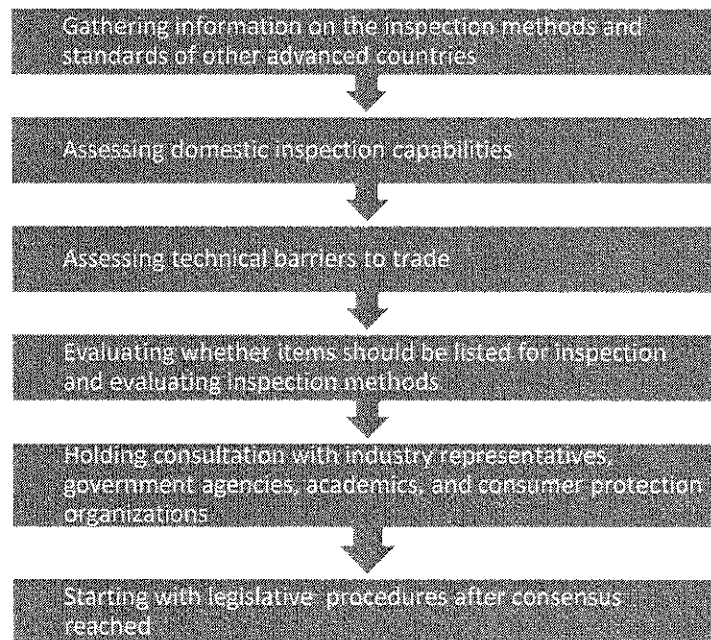 Gathering information on the inspection methods and
standards of other advanced countries
Assessing domestic inspection capabilities
Assessing technical barriers to trade
Evaluating whether items should be listed for inspection
and evaluating inspection methods
Holding consultation with industry representatives,
government agencies, academics, and consumer protection
organizations
Starting with legislative procedures after consensus
reached